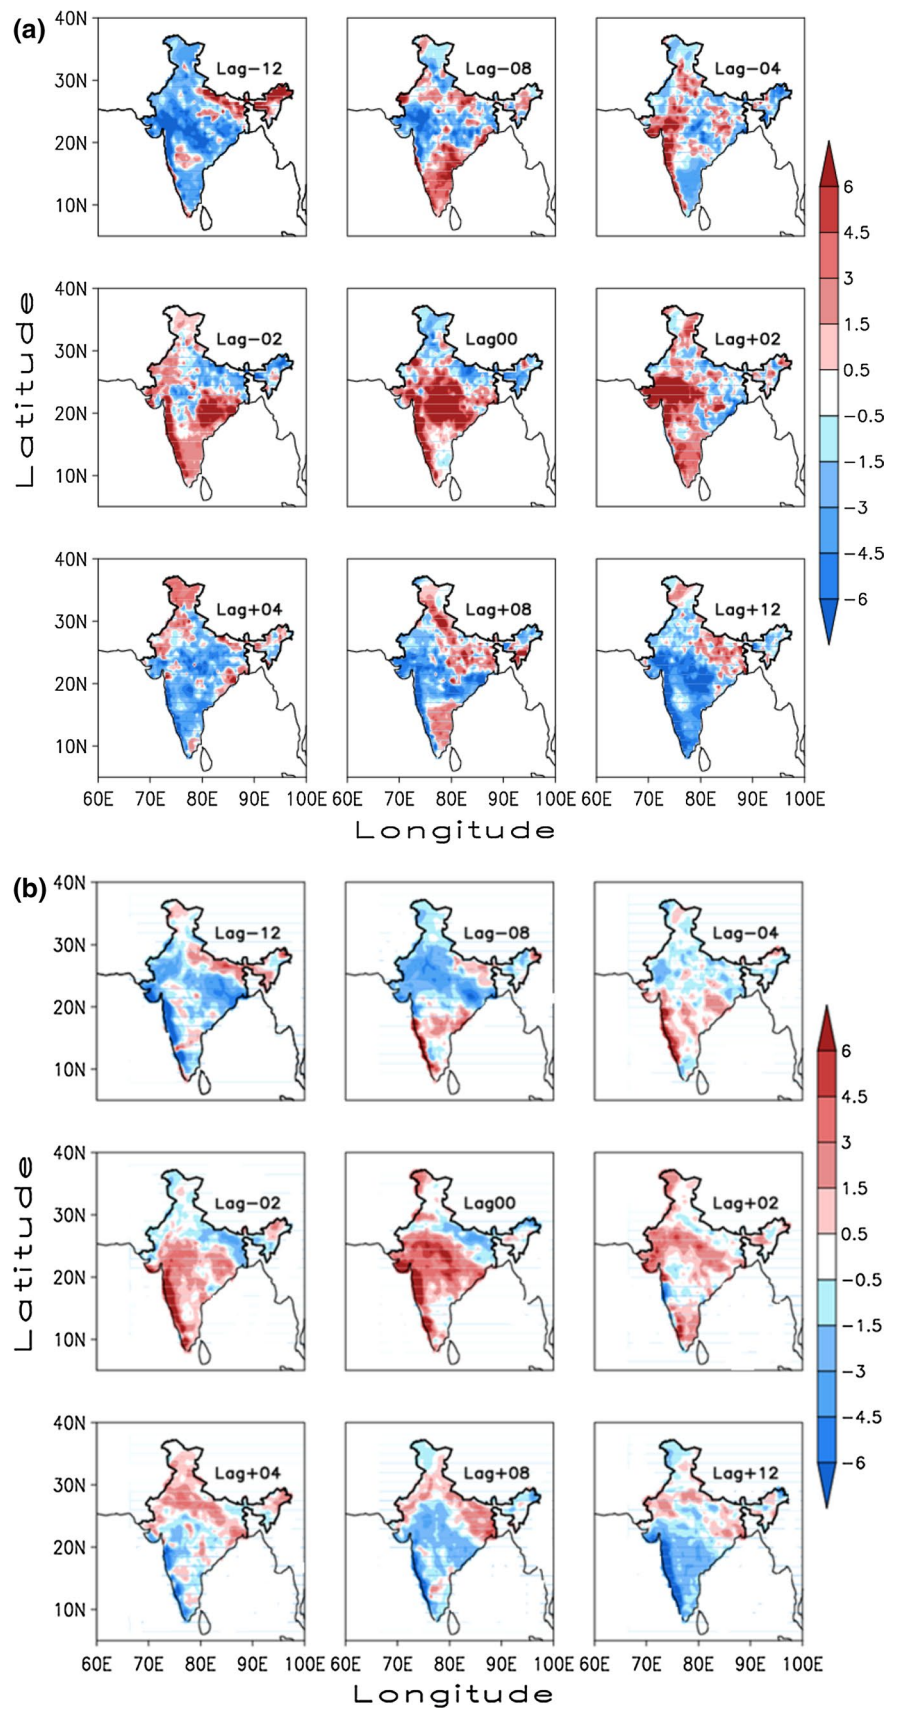 (a)
40N
Lag−12
Lag−08
Lag−04
30N
20N
10N
6
4.5
3
1.5
0.5
−0.5
−1.5
−3
−4.5
−6
Latitude
40N
Lag−02
Lag00
Lag+02
30N
20N
10N
40N
Lag+04
Lag+08
Lag+12
30N
20N
10N
60E 70E 80E 90E 100E 60E 70E 80E 90E 100E 60E 70E 80E 90E 100E
Longitude
(b)
40N
Lag−12
Lag−08
Lag−04
30N
20N
10N
6
4.5
3
1.5
0.5
−0.5
−1.5
−3
−4.5
−6
Latitude
40N
Lag−02
Lag00
Lag+02
30N
20N
10N
40N
Lag+04
Lag+08
Lag+12
30N
20N
10N
60E 70E 80E 90E 100E 60E 70E 80E 90E 100E 60E 70E 80E 90E 100E
Longitude